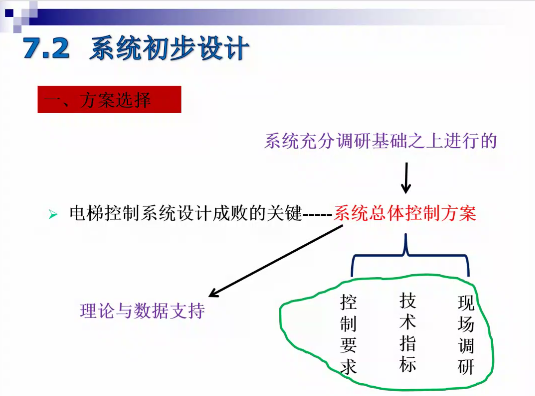 7.2 系统初步设计
一、方案选择
系统充分调研基础之上进行的
电梯控制系统设计成败的关键-----系统总体控制方案
理论与数据支持
控制要求
技术指标
现场调研